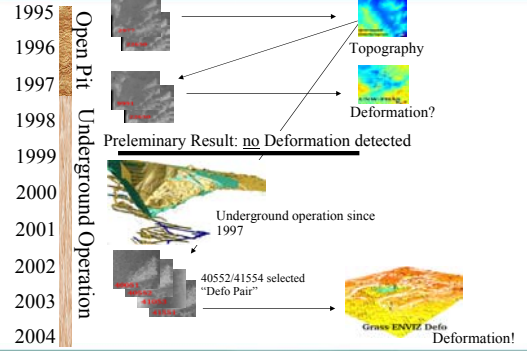 1995
1996
1997
1998
1999
2000
2001
2002
2003
2004
Open Pit
Underground Operation
Topography
Deformation?
Preleminary Result: no Deformation detected
Underground operation since
1997
40552/41554 selected
“Defo Pair”
Grass ENVIZ Defo
Deformation!